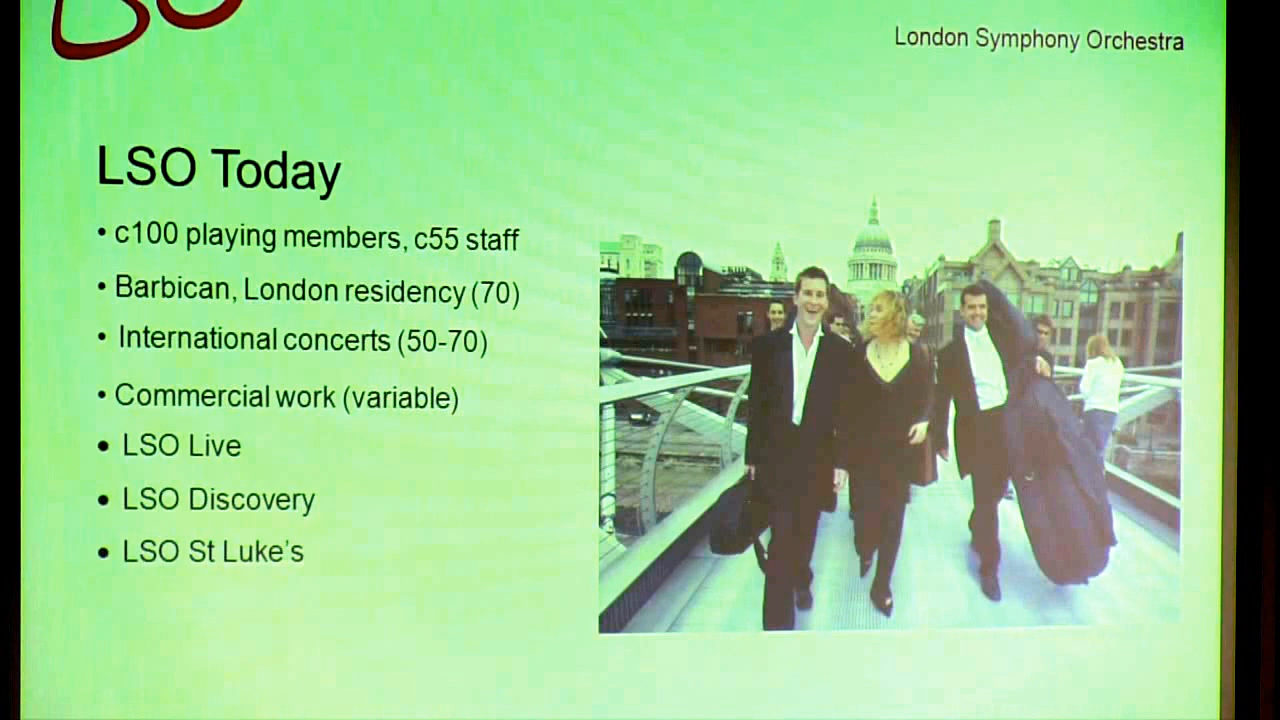 LSO
London Symphony Orchestra
LSO Today
• c100 playing members, c55 staff
• Barbican, London residency (70)
• International concerts (50-70)
• Commercial work (variable)
• LSO Live
• LSO Discovery
• LSO St Luke's